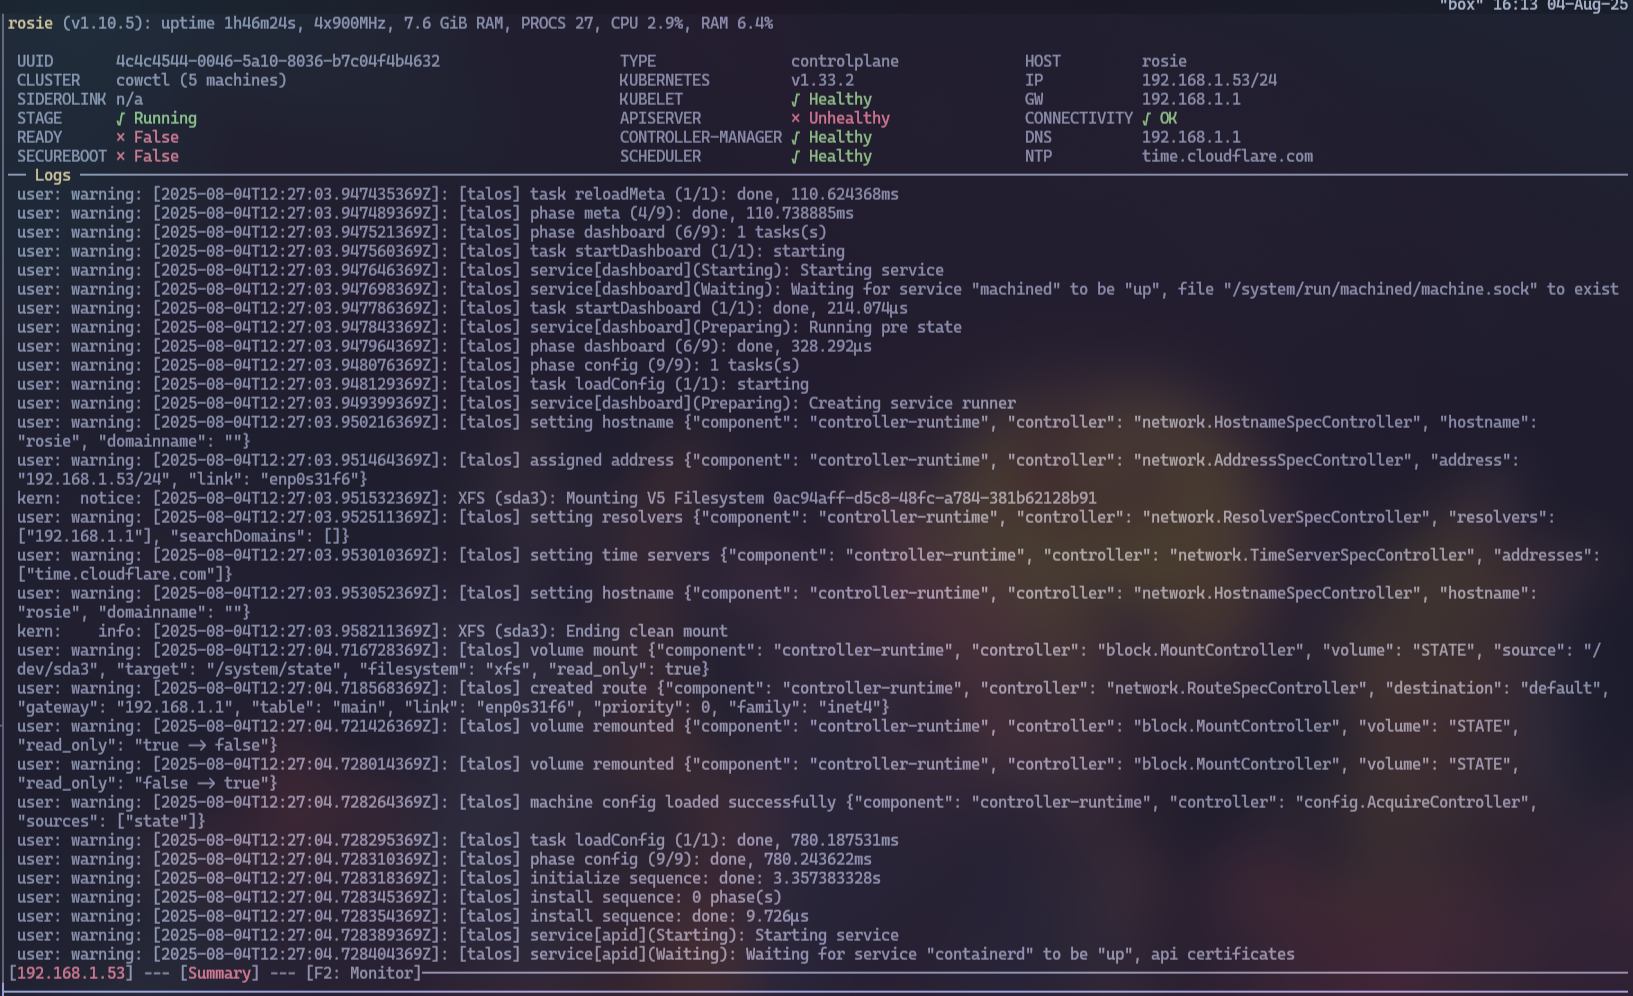 "box" 16:13 04-Aug-25
rosie (v1.10.5): uptime 1h46m24s, 4x900MHz, 7.6 GiB RAM, PROCS 27, CPU 2.9%, RAM 6.4%
UUID 4c4c4544-0046-5a10-8036-b7c04f4b4632 TYPE controlplane HOST rosie
CLUSTER cowctl (5 machines) KUBERNETES v1.33.2 IP 192.168.1.53/24
SIDEROLINK n/a KUBELET √ Healthy GW 192.168.1.1
STAGE √ Running APISERVER × Unhealthy CONNECTIVITY √ OK
READY × False CONTROLLER-MANAGER √ Healthy DNS 192.168.1.1
SECUREBOOT × False SCHEDULER √ Healthy NTP time.cloudflare.com
Logs
user: warning: [2025-08-04T12:27:03.947435369Z]: [talos] task reloadMeta (1/1): done, 110.624368ms
user: warning: [2025-08-04T12:27:03.947489369Z]: [talos] phase meta (4/9): done, 110.738885ms
user: warning: [2025-08-04T12:27:03.947521369Z]: [talos] phase dashboard (6/9): 1 tasks(s)
user: warning: [2025-08-04T12:27:03.947560369Z]: [talos] task startDashboard (1/1): starting
user: warning: [2025-08-04T12:27:03.947646369Z]: [talos] service[dashboard](Starting): Starting service
user: warning: [2025-08-04T12:27:03.947698369Z]: [talos] service[dashboard](Waiting): Waiting for service "machined" to be "up", file "/system/run/machined/machine.sock" to exist
user: warning: [2025-08-04T12:27:03.947786369Z]: [talos] task startDashboard (1/1): done, 214.074µs
user: warning: [2025-08-04T12:27:03.947843369Z]: [talos] service[dashboard](Preparing): Running pre state
user: warning: [2025-08-04T12:27:03.947964369Z]: [talos] phase dashboard (6/9): done, 328.292µs
user: warning: [2025-08-04T12:27:03.948076369Z]: [talos] phase config (9/9): 1 tasks(s)
user: warning: [2025-08-04T12:27:03.948129369Z]: [talos] task loadConfig (1/1): starting
user: warning: [2025-08-04T12:27:03.949399369Z]: [talos] service[dashboard](Preparing): Creating service runner
user: warning: [2025-08-04T12:27:03.950216369Z]: [talos] setting hostname {"component": "controller-runtime", "controller": "network.HostnameSpecController", "hostname":
"rosie", "domainname": ""}
user: warning: [2025-08-04T12:27:03.951464369Z]: [talos] assigned address {"component": "controller-runtime", "controller": "network.AddressSpecController", "address":
"192.168.1.53/24", "link": "enp0s31f6"}
kern:  notice: [2025-08-04T12:27:03.951532369Z]: XFS (sda3): Mounting V5 Filesystem 0ac94aff-d5c8-48fc-a784-381b62128b91
user: warning: [2025-08-04T12:27:03.952511369Z]: [talos] setting resolvers {"component": "controller-runtime", "controller": "network.ResolverSpecController", "resolvers":
["192.168.1.1"], "searchDomains": []}
user: warning: [2025-08-04T12:27:03.953010369Z]: [talos] setting time servers {"component": "controller-runtime", "controller": "network.TimeServerSpecController", "addresses":
["time.cloudflare.com"]}
user: warning: [2025-08-04T12:27:03.953052369Z]: [talos] setting hostname {"component": "controller-runtime", "controller": "network.HostnameSpecController", "hostname":
"rosie", "domainname": ""}
kern:    info: [2025-08-04T12:27:03.958211369Z]: XFS (sda3): Ending clean mount
user: warning: [2025-08-04T12:27:04.716728369Z]: [talos] volume mount {"component": "controller-runtime", "controller": "block.MountController", "volume": "STATE", "source": "/
dev/sda3", "target": "/system/state", "filesystem": "xfs", "read_only": true}
user: warning: [2025-08-04T12:27:04.718568369Z]: [talos] created route {"component": "controller-runtime", "controller": "network.RouteSpecController", "destination": "default",
"gateway": "192.168.1.1", "table": "main", "link": "enp0s31f6", "priority": 0, "family": "inet4"}
user: warning: [2025-08-04T12:27:04.721426369Z]: [talos] volume remounted {"component": "controller-runtime", "controller": "block.MountController", "volume": "STATE",
"read_only": "true -> false"}
user: warning: [2025-08-04T12:27:04.728014369Z]: [talos] volume remounted {"component": "controller-runtime", "controller": "block.MountController", "volume": "STATE",
"read_only": "false -> true"}
user: warning: [2025-08-04T12:27:04.728264369Z]: [talos] machine config loaded successfully {"component": "controller-runtime", "controller": "config.AcquireController",
"sources": ["state"]}
user: warning: [2025-08-04T12:27:04.728295369Z]: [talos] task loadConfig (1/1): done, 780.187531ms
user: warning: [2025-08-04T12:27:04.728310369Z]: [talos] phase config (9/9): done, 780.243622ms
user: warning: [2025-08-04T12:27:04.728318369Z]: [talos] initialize sequence: done: 3.357383328s
user: warning: [2025-08-04T12:27:04.728345369Z]: [talos] install sequence: 0 phase(s)
user: warning: [2025-08-04T12:27:04.728354369Z]: [talos] install sequence: done: 9.726µs
user: warning: [2025-08-04T12:27:04.728389369Z]: [talos] service[apid](Starting): Starting service
user: warning: [2025-08-04T12:27:04.728404369Z]: [talos] service[apid](Waiting): Waiting for service "containerd" to be "up", api certificates
[192.168.1.53] --- [Summary] --- [F2: Monitor]